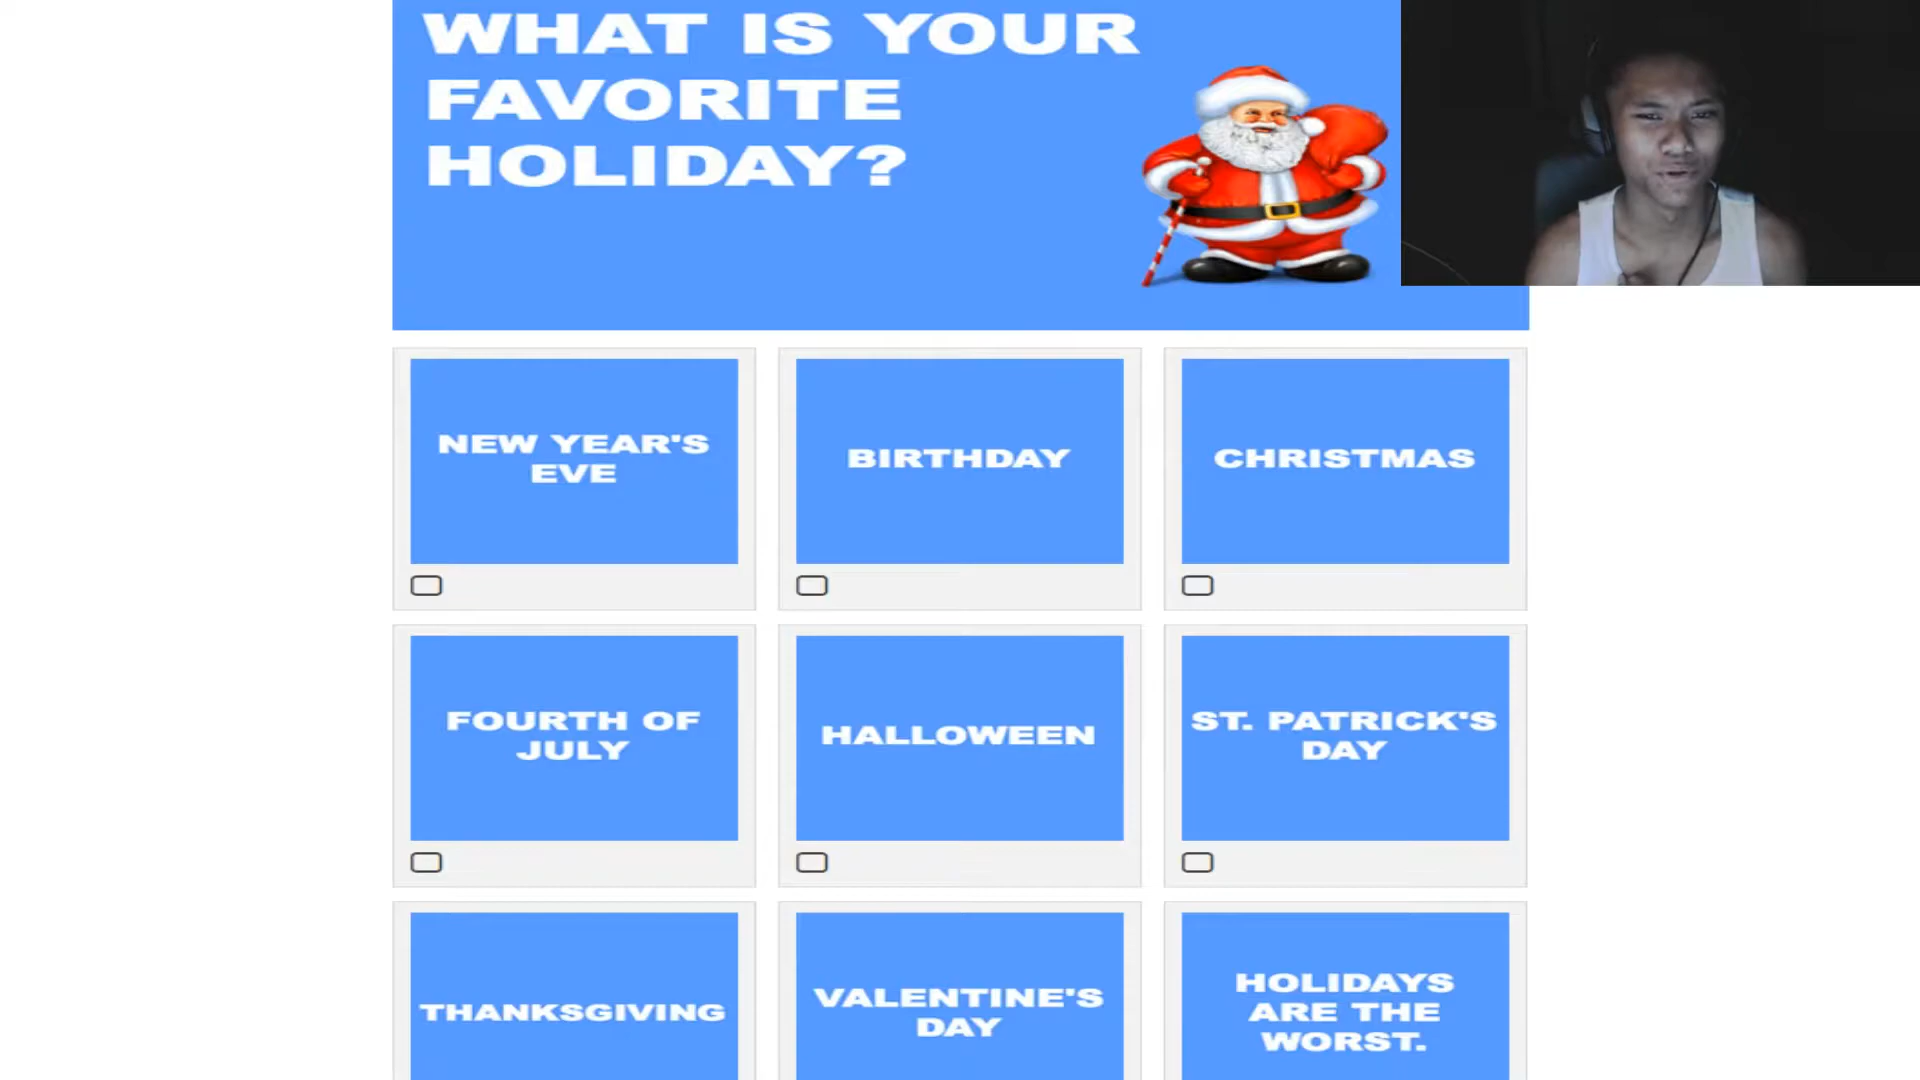 WHAT IS YOUR
FAVORITE
HOLIDAY?
NEW YEAR'S
EVE
BIRTHDAY
CHRISTMAS
FOURTH OF
JULY
HALLOWEEN
ST. PATRICK'S
DAY
THANKSGIVING
VALENTINE'S
DAY
HOLIDAYS
ARE THE
WORST.